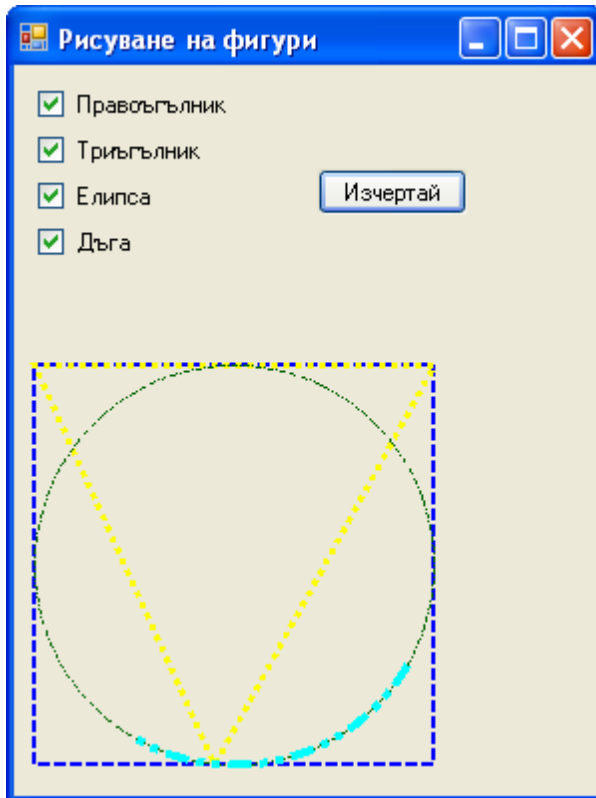 Рисуване на фигури
Правоъгълник
Триъгълник
Елипса
Изчертай
Дъга